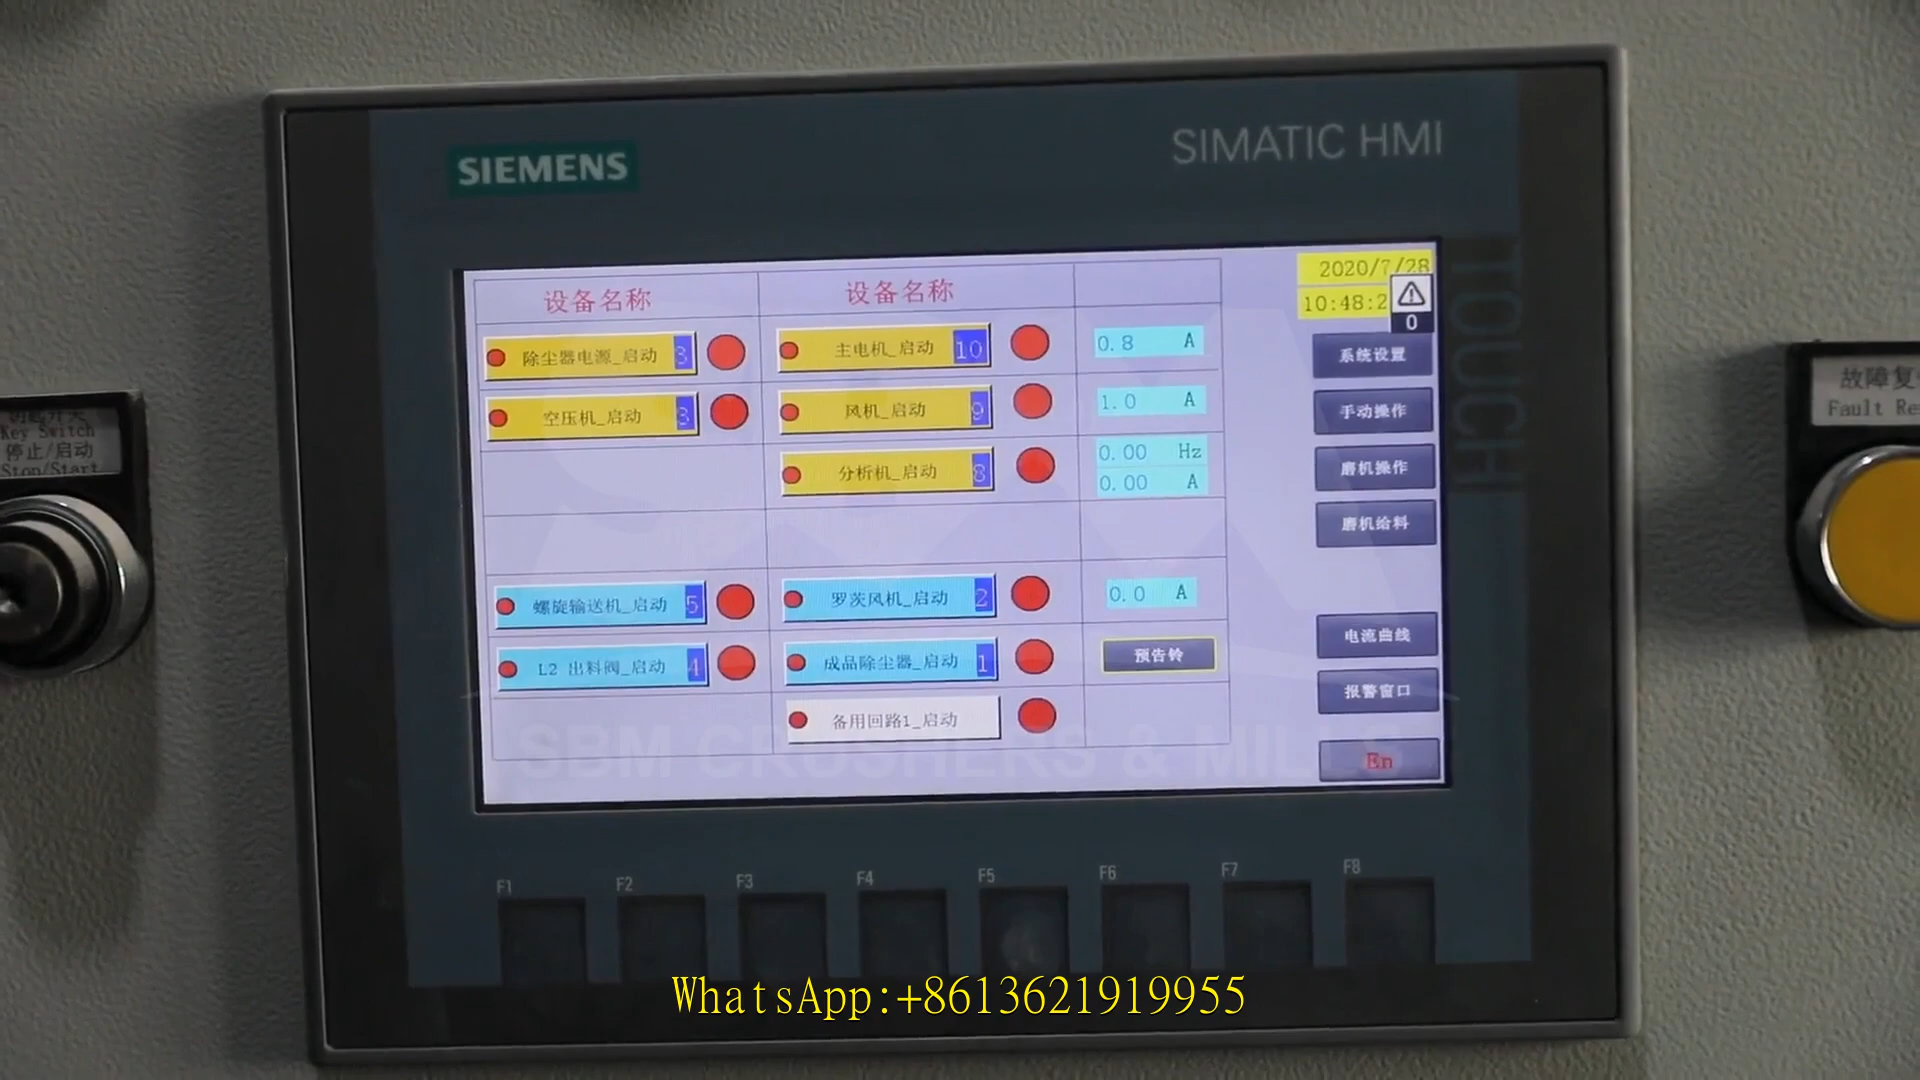 SIEMENS
SIMATIC HMI
TOUCH
设备名称 设备名称
2020/7/28
10:48:2
0
除尘器电源_启动 3 主电机_启动 10 0.8 A
系统设置
空压机_启动 3 风机_启动 9 1.0 A
手动操作
分析机_启动 8 0.00 Hz
0.00 A
磨机操作
磨机给料
螺旋输送机_启动 5 罗茨风机_启动 2 0.0 A
电流曲线
L2 出料阀_启动 4 成品除尘器_启动 1 预告铃
报警窗口
备用回路1_启动
En
SBM CRUSHERS & MILLS
Key Switch
停止/启动
Stop/Start
故障复
Fault Re
F1 F2 F3 F4 F5 F6 F7 F8
WhatsApp:+8613621919955